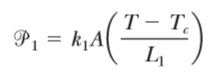 𝒫₁ = k₁A((T − T_c)/L₁)